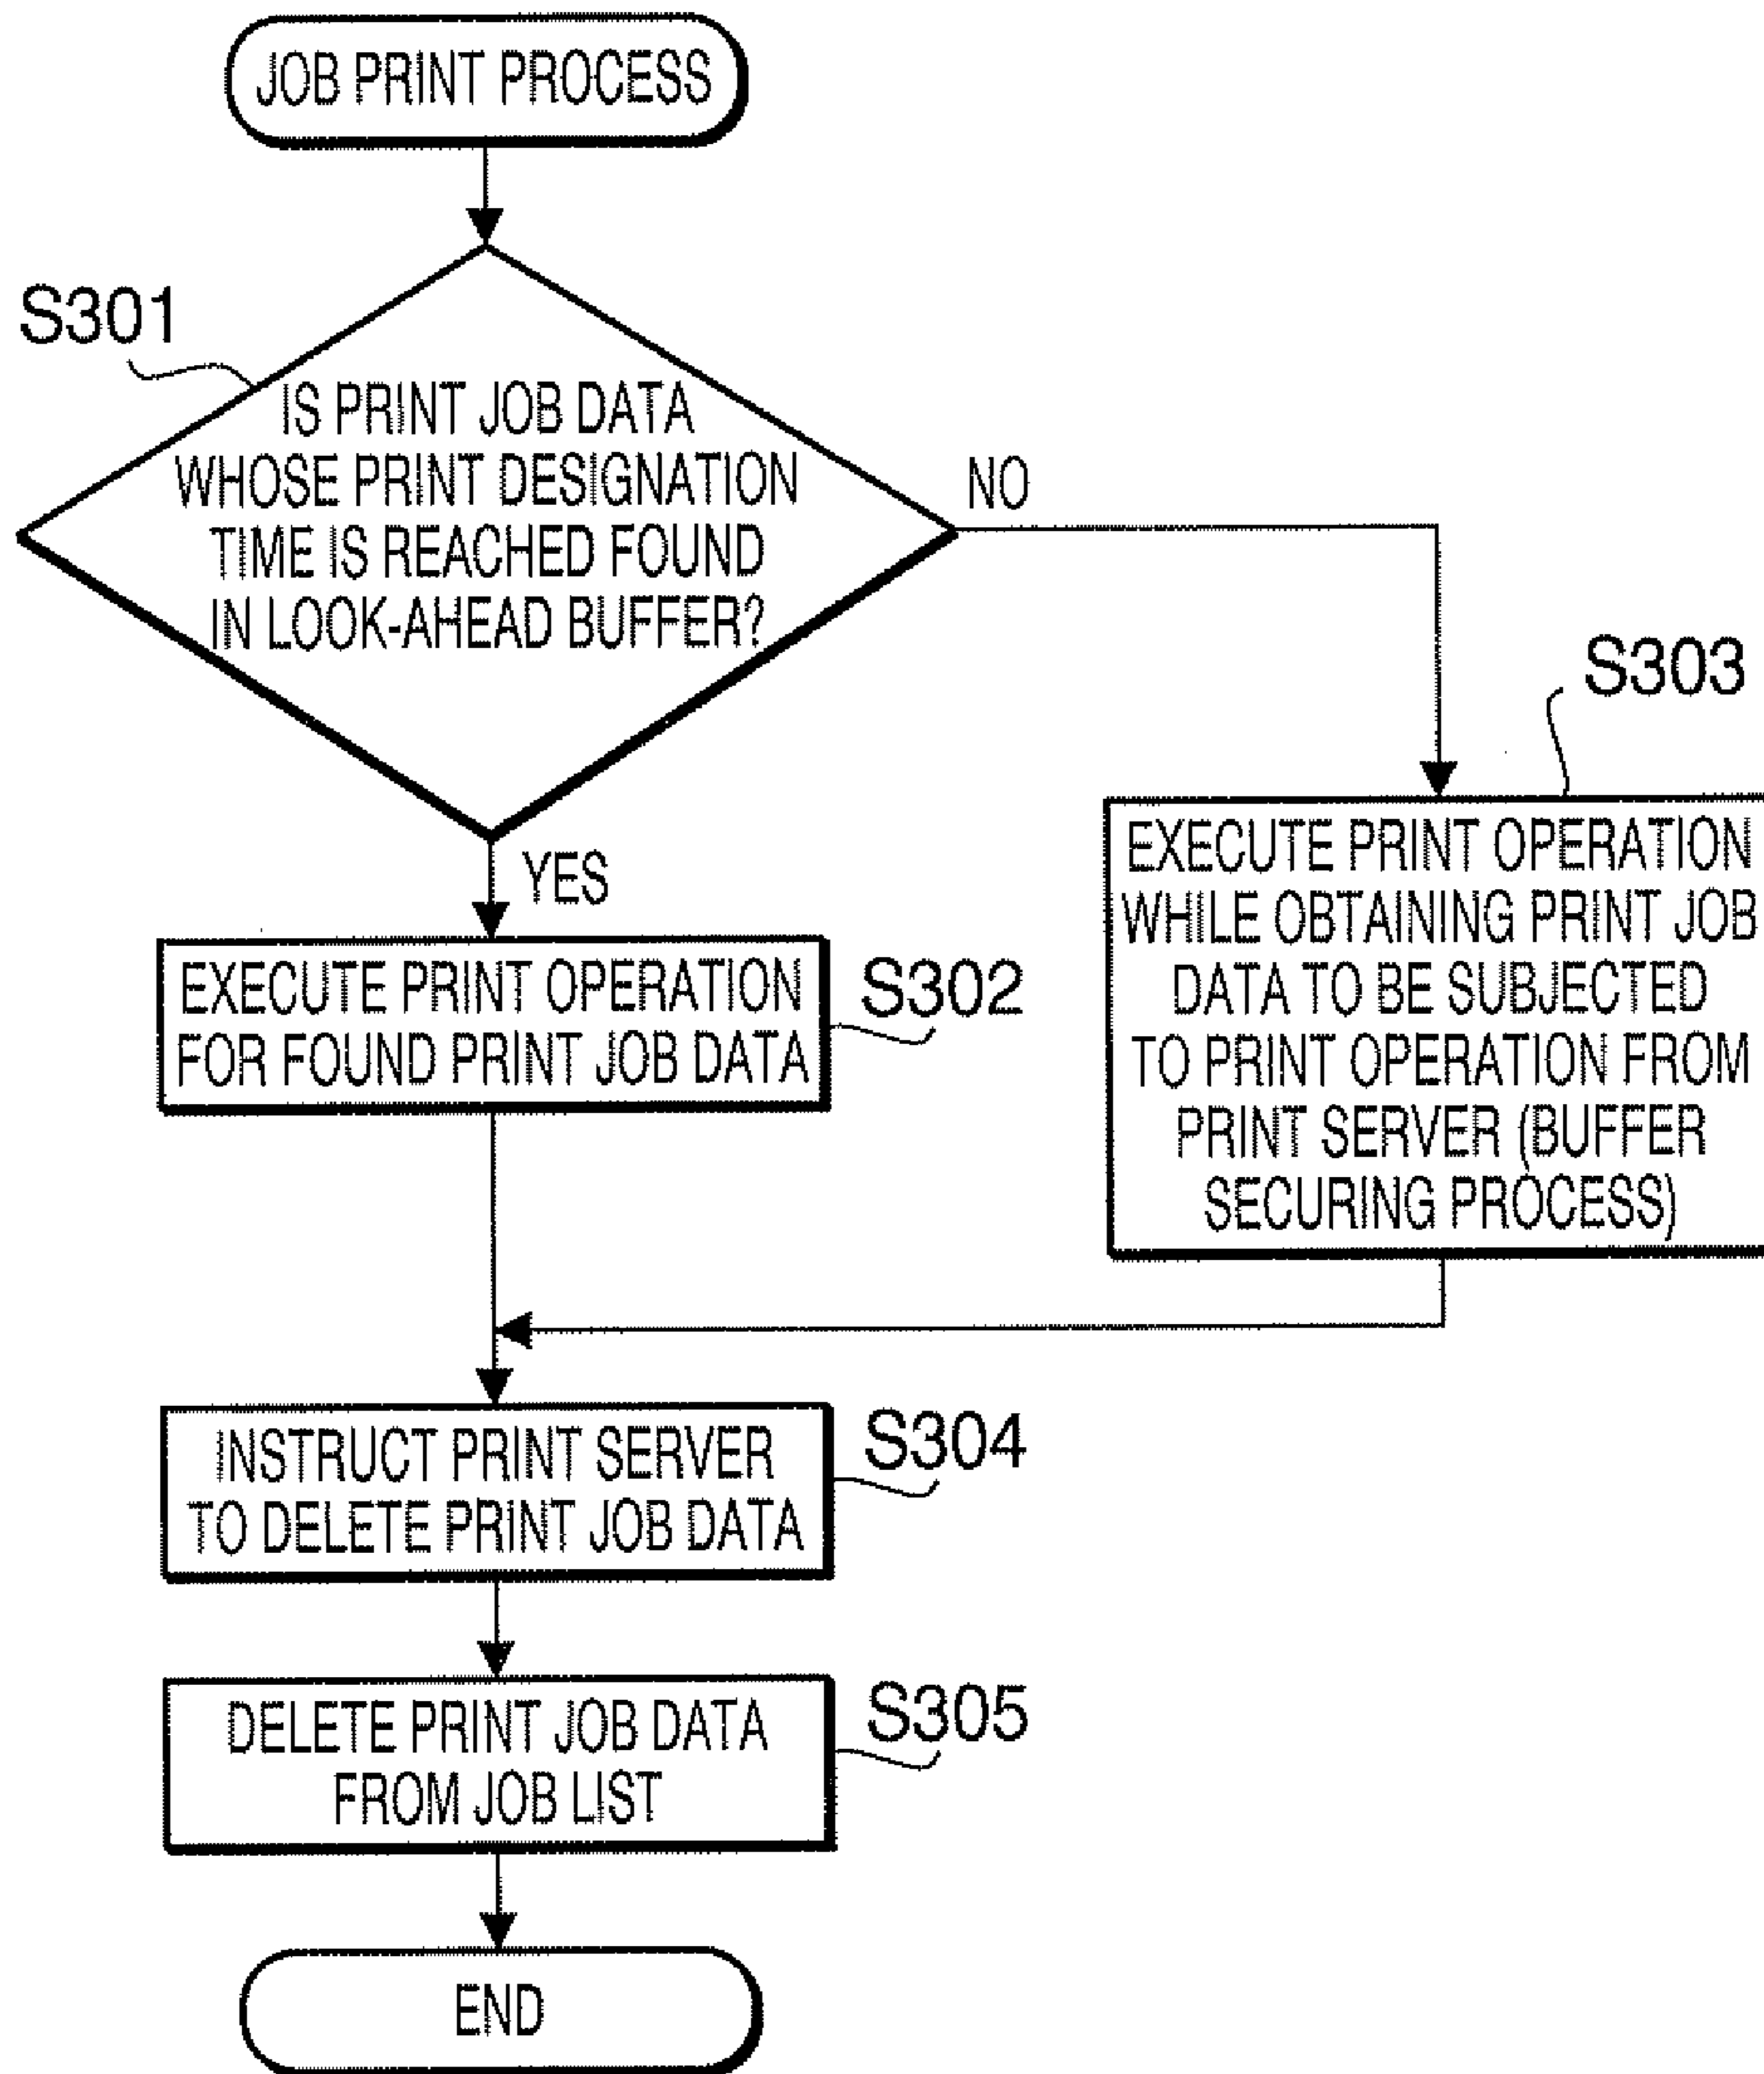 JOB PRINT PROCESS
S301
IS PRINT JOB DATA
WHOSE PRINT DESIGNATION
TIME IS REACHED FOUND
IN LOOK-AHEAD BUFFER?
NO
YES
S303
EXECUTE PRINT OPERATION
WHILE OBTAINING PRINT JOB
DATA TO BE SUBJECTED
TO PRINT OPERATION FROM
PRINT SERVER (BUFFER
SECURING PROCESS)
EXECUTE PRINT OPERATION
FOR FOUND PRINT JOB DATA
S302
INSTRUCT PRINT SERVER
TO DELETE PRINT JOB DATA
S304
DELETE PRINT JOB DATA
FROM JOB LIST
S305
END